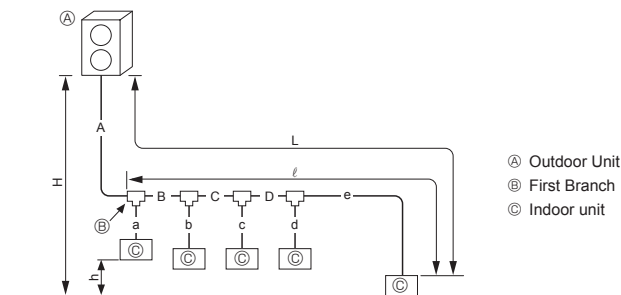 Ⓐ
A
H
L
ℓ
B C D e
Ⓑ
a b c d
Ⓒ Ⓒ Ⓒ Ⓒ
h
Ⓒ
Ⓐ Outdoor Unit
Ⓑ First Branch
Ⓒ Indoor unit